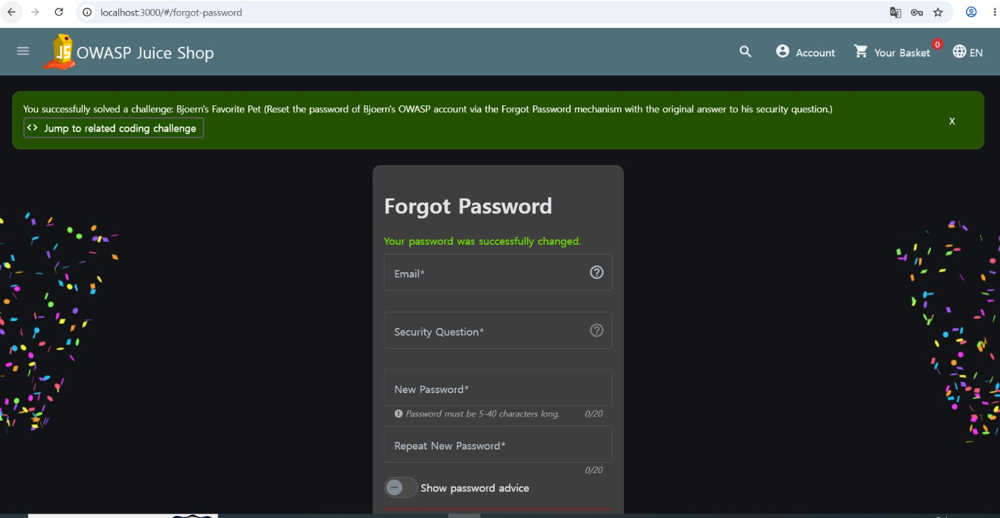 localhost:3000/#/forgot-password
OWASP Juice Shop
Account
Your Basket
0
EN
You successfully solved a challenge: Bjoern's Favorite Pet (Reset the password of Bjoern's OWASP account via the Forgot Password mechanism with the original answer to his security question.)
X
<> Jump to related coding challenge
Forgot Password
Your password was successfully changed.
Email*
Security Question*
New Password*
Password must be 5-40 characters long. 0/20
Repeat New Password*
0/20
Show password advice